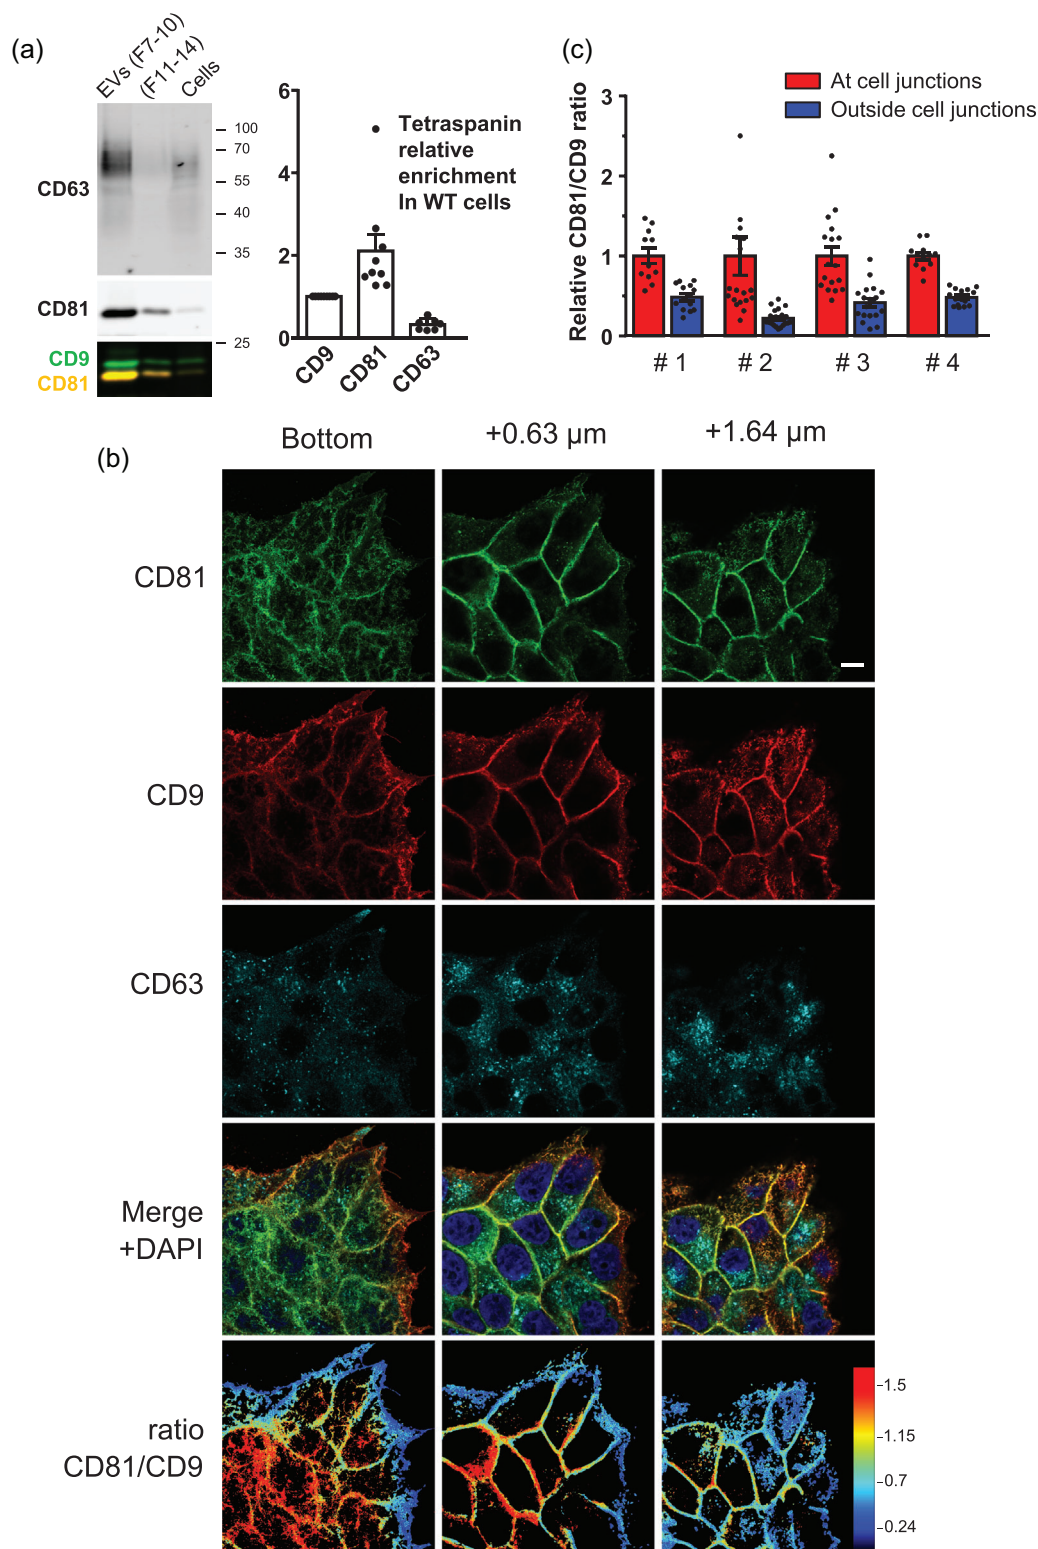 (a)
EVs (F7-10)
(F11-14)
Cells
CD63
100
70
55
40
35
25
CD81
CD9
CD81
6
4
2
0
Tetraspanin
relative
enrichment
In WT cells
CD9
CD81
CD63
(c)
At cell junctions
Outside cell junctions
Relative CD81/CD9 ratio
3
2
1
0
# 1
# 2
# 3
# 4
(b)
Bottom
+0.63 µm
+1.64 µm
CD81
CD9
CD63
Merge
+DAPI
ratio
CD81/CD9
1.5
1.15
0.7
0.24